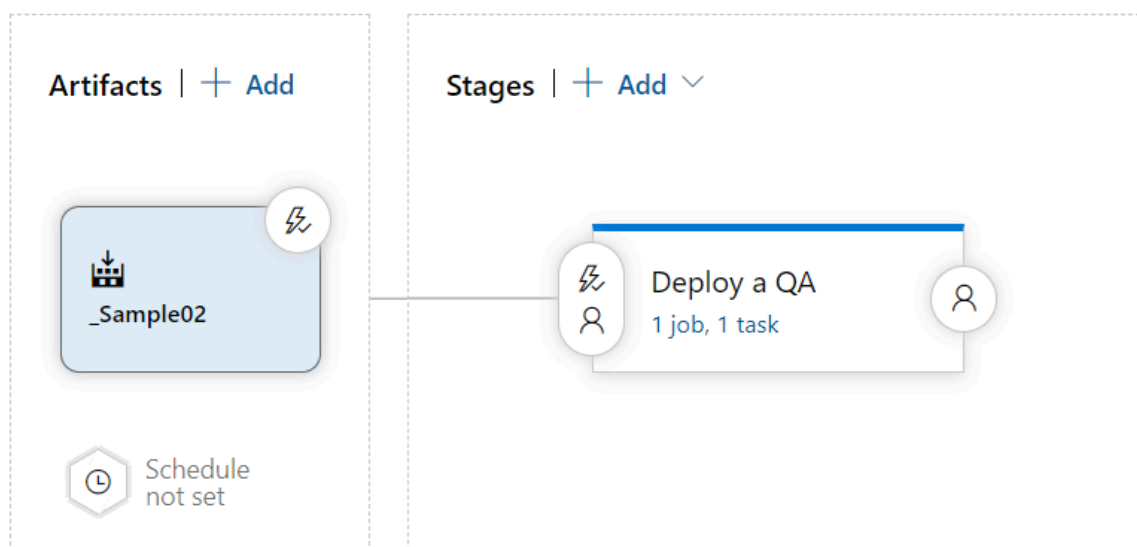 Artifacts | + Add
Stages | + Add
_Sample02
Deploy a QA
1 job, 1 task
Schedule
not set